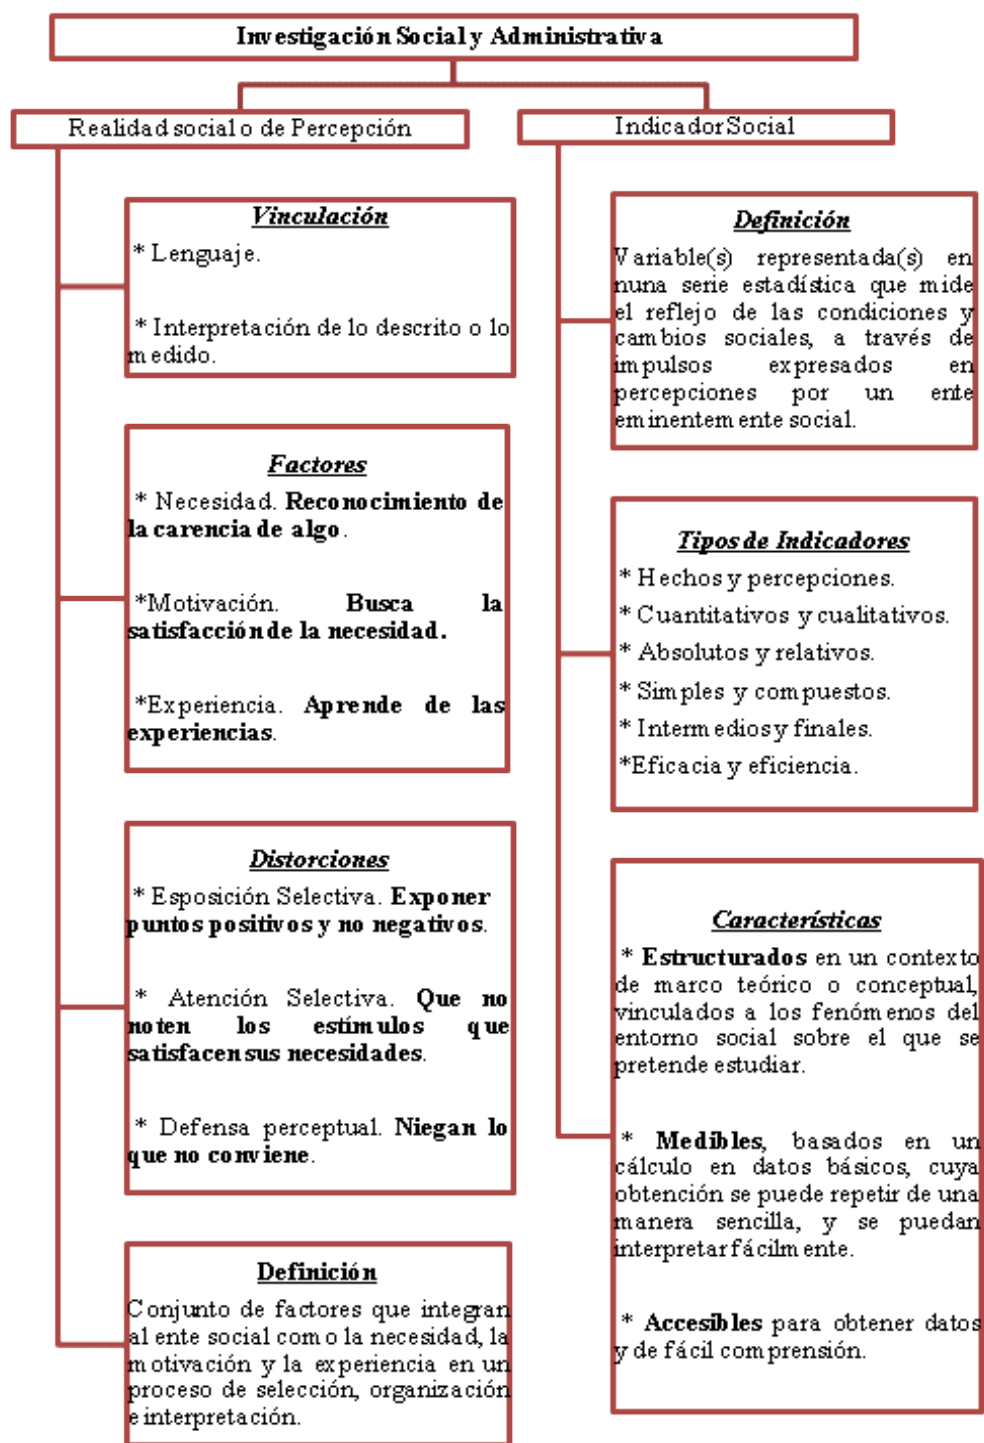 Investigación Social y Administrativa
Realidad social o de Percepción
Vinculación
* Lenguaje.
* Interpretación de lo descrito o lo
medido.
Factores
* Necesidad. Reconocimiento de
la carencia de algo.
*Motivación. Busca la
satisfacción de la necesidad.
*Experiencia. Aprende de las
experiencias.
Distorciones
* Esposición Selectiva. Exponer
puntos positivos y no negativos.
* Atención Selectiva. Que no
noten los estímulos que
satisfacen sus necesidades.
* Defensa perceptual. Niegan lo
que no conviene.
Definición
Conjunto de factores que integran
al ente social como la necesidad, la
motivación y la experiencia en un
proceso de selección, organización
e interpretación.
Indicador Social
Definición
Variable(s) representada(s) en
nuna serie estadística que mide
el reflejo de las condiciones y
cambios sociales, a través de
impulsos expresados en
percepciones por un ente
eminentemente social.
Tipos de Indicadores
* Hechos y percepciones.
* Cuantitativos y cualitativos.
* Absolutos y relativos.
* Simples y compuestos.
* Intermedios y finales.
*Eficacia y eficiencia.
Características
* Estructurados en un contexto
de marco teórico o conceptual,
vinculados a los fenómenos del
entorno social sobre el que se
pretende estudiar.
* Medibles, basados en un
cálculo en datos básicos, cuya
obtención se puede repetir de una
manera sencilla, y se puedan
interpretar fácilmente.
* Accesibles para obtener datos
y de fácil comprensión.